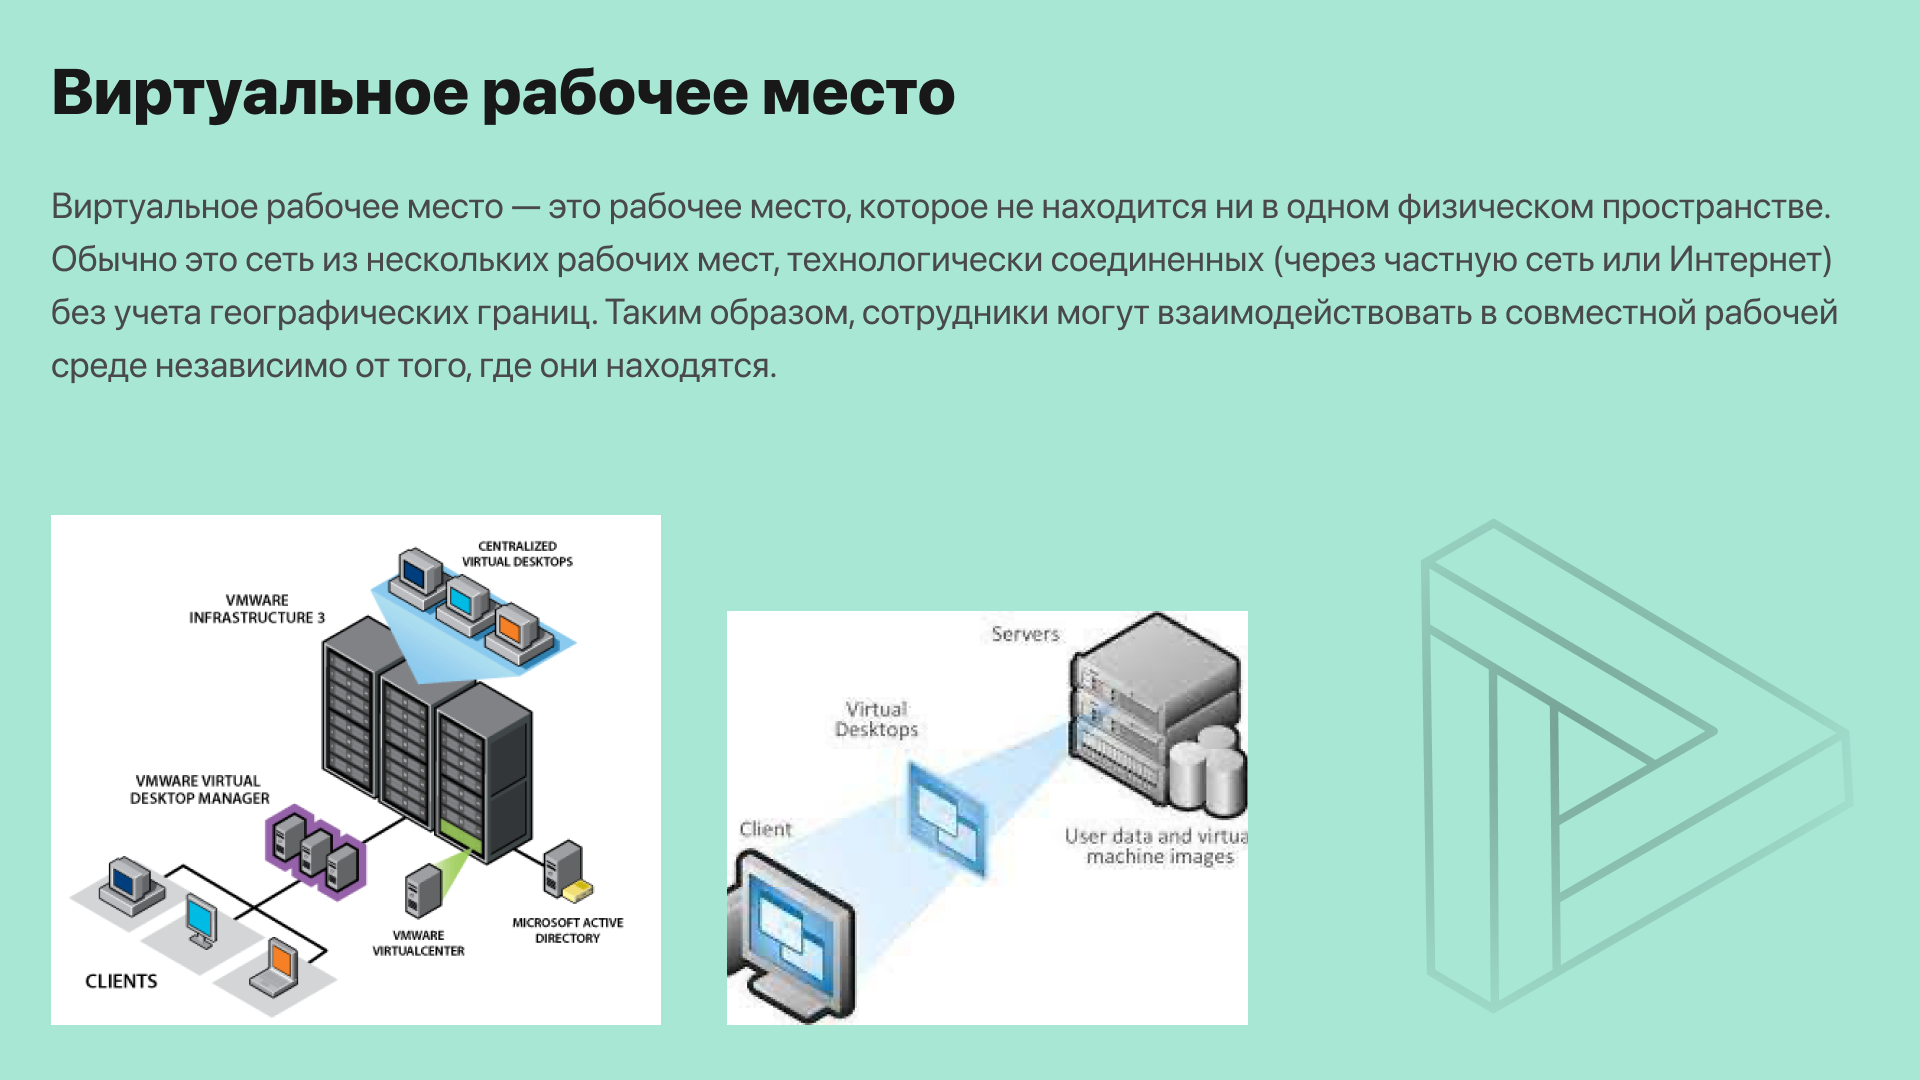 Виртуальное рабочее место
Виртуальное рабочее место — это рабочее место, которое не находится ни в одном физическом пространстве.
Обычно это сеть из нескольких рабочих мест, технологически соединенных (через частную сеть или Интернет)
без учета географических границ. Таким образом, сотрудники могут взаимодействовать в совместной рабочей
среде независимо от того, где они находятся.
CENTRALIZED
VIRTUAL DESKTOPS
VMWARE
INFRASTRUCTURE 3
VMWARE VIRTUAL
DESKTOP MANAGER
CLIENTS
VMWARE
VIRTUALCENTER
MICROSOFT ACTIVE
DIRECTORY
Servers
Virtual
Desktops
Client
User data and virtua
machine images